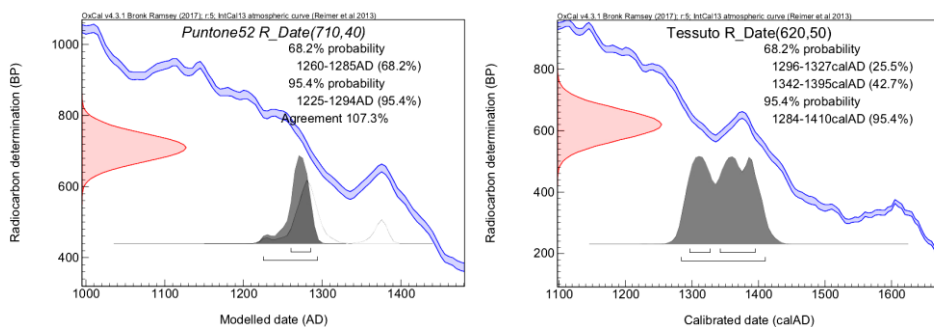 OxCal v4.3.1 Bronk Ramsey (2017); r:5; IntCal13 atmospheric curve (Reimer et al 2013)
Puntone52 R_Date(710,40)
68.2% probability
1260-1285AD (68.2%)
95.4% probability
1225-1294AD (95.4%)
Agreement 107.3%
Radiocarbon determination (BP)
1000
800
600
400
1000 1100 1200 1300 1400
Modelled date (AD)
OxCal v4.3.1 Bronk Ramsey (2017); r:5; IntCal13 atmospheric curve (Reimer et al 2013)
Tessuto R_Date(620,50)
68.2% probability
1296-1327calAD (25.5%)
1342-1395calAD (42.7%)
95.4% probability
1284-1410calAD (95.4%)
Radiocarbon determination (BP)
800
600
400
200
1100 1200 1300 1400 1500 1600
Calibrated date (calAD)